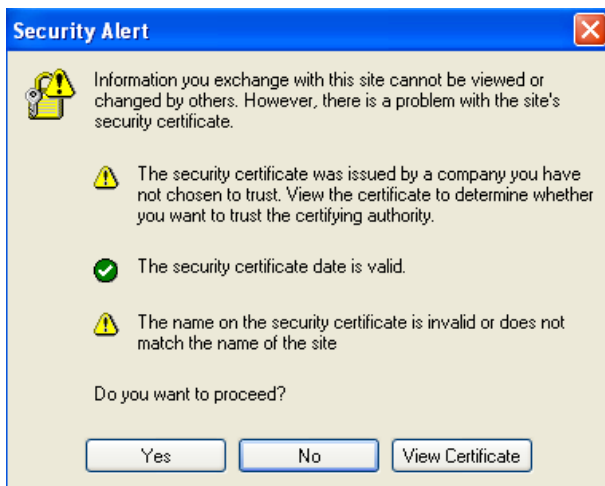 Security Alert
Information you exchange with this site cannot be viewed or
changed by others. However, there is a problem with the site's
security certificate.
The security certificate was issued by a company you have
not chosen to trust. View the certificate to determine whether
you want to trust the certifying authority.
The security certificate date is valid.
The name on the security certificate is invalid or does not
match the name of the site
Do you want to proceed?
Yes No View Certificate